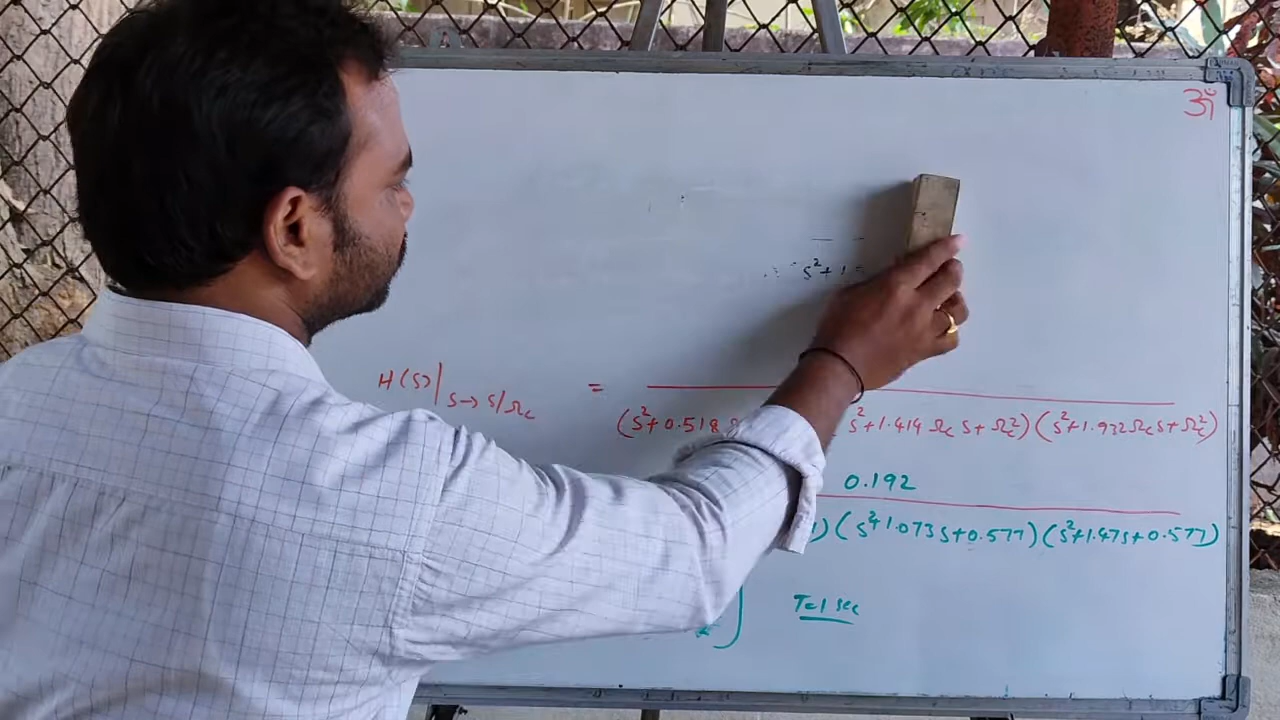 ॐ
s²+1 =
H(s)|s→s/Ωc =
(s²+0.518 s²+1.414 Ωc s+Ωc²)(s²+1.932Ωc s+Ωc²)
0.192
)(s²+1.073s+0.577)(s²+1.47s+0.577)
T=1 sec